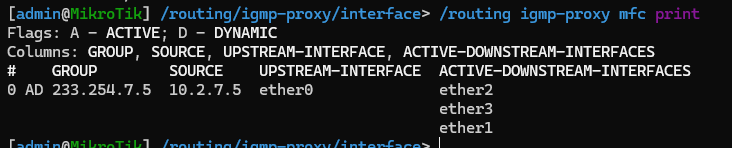 [admin@MikroTik] /routing/igmp-proxy/interface> /routing igmp-proxy mfc print
Flags: A - ACTIVE; D - DYNAMIC
Columns: GROUP, SOURCE, UPSTREAM-INTERFACE, ACTIVE-DOWNSTREAM-INTERFACES
#    GROUP        SOURCE    UPSTREAM-INTERFACE  ACTIVE-DOWNSTREAM-INTERFACES
0 AD 233.254.7.5  10.2.7.5  ether0              ether2
                                                ether3
                                                ether1
[admin@MikroTik] /routing/igmp-proxy/interface>